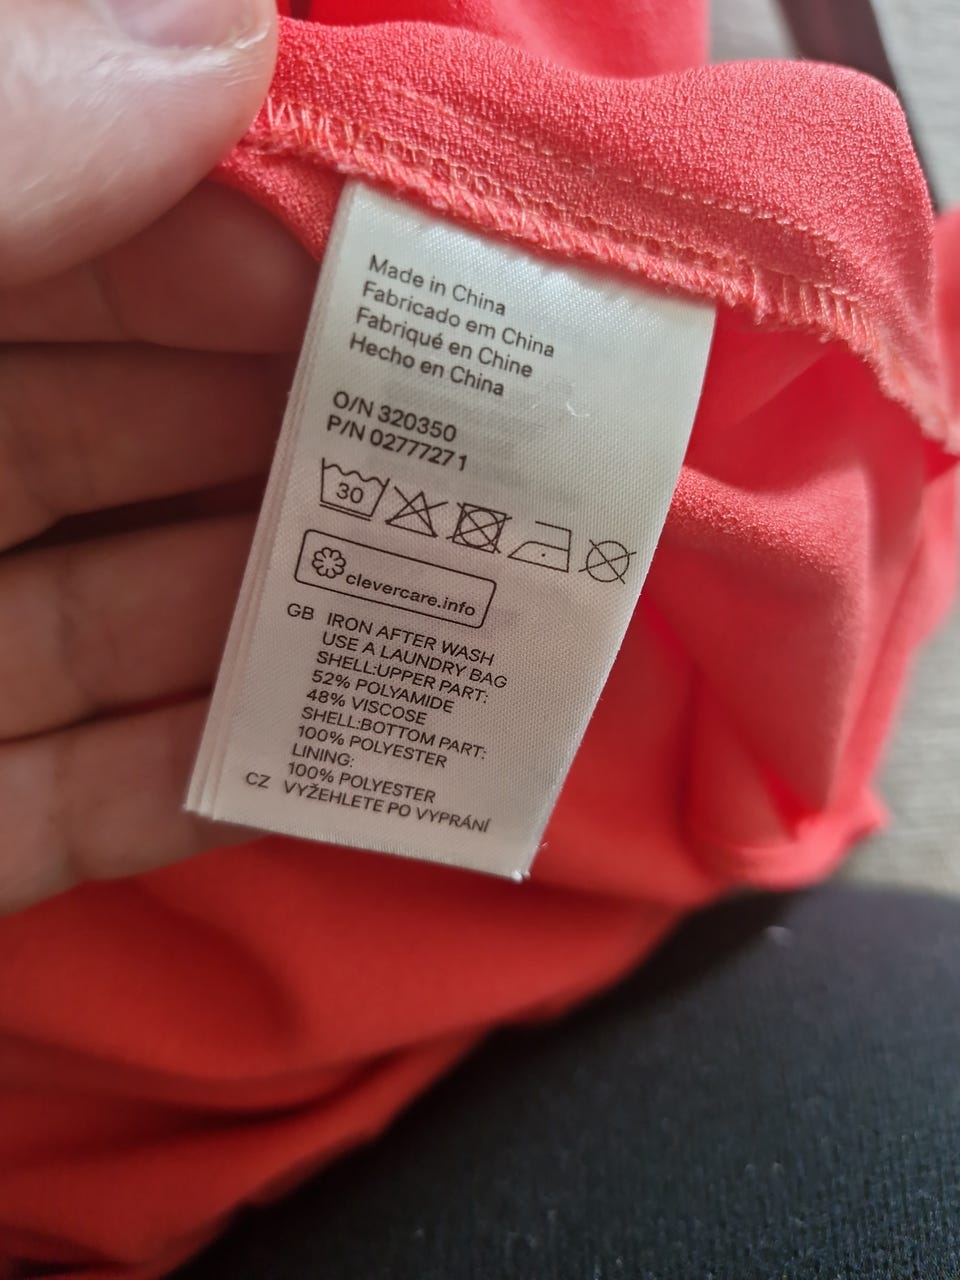 Made in China
Fabricado em China
Fabriqué en Chine
Hecho en China
O/N 320350
P/N 02777271
30
clevercare.info
GB IRON AFTER WASH
USE A LAUNDRY BAG
SHELL:UPPER PART:
52% POLYAMIDE
48% VISCOSE
SHELL:BOTTOM PART:
100% POLYESTER
LINING:
100% POLYESTER
CZ VYŽEHLETE PO VYPRÁNÍ